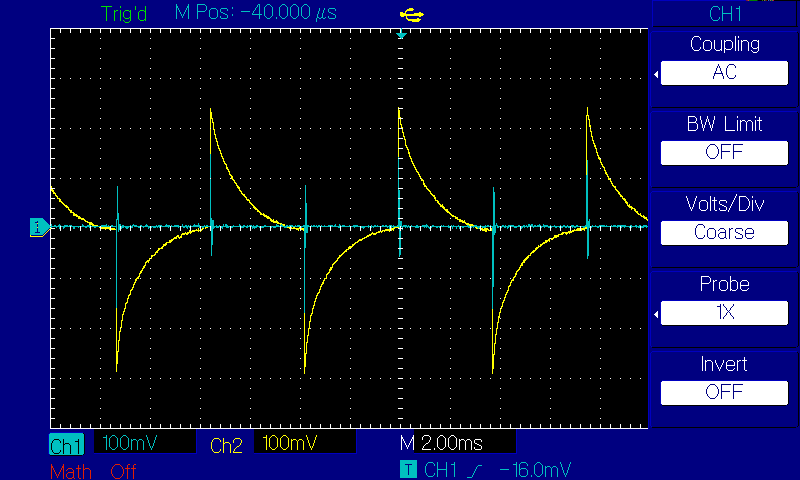 Trig'd M Pos: -40.000 µs CH1
Coupling
AC
BW Limit
OFF
Volts/Div
Coarse
Probe
1X
Invert
OFF
1
Ch1 100mV Ch2 100mV M 2.00ms
Math Off T CH1 -16.0mV